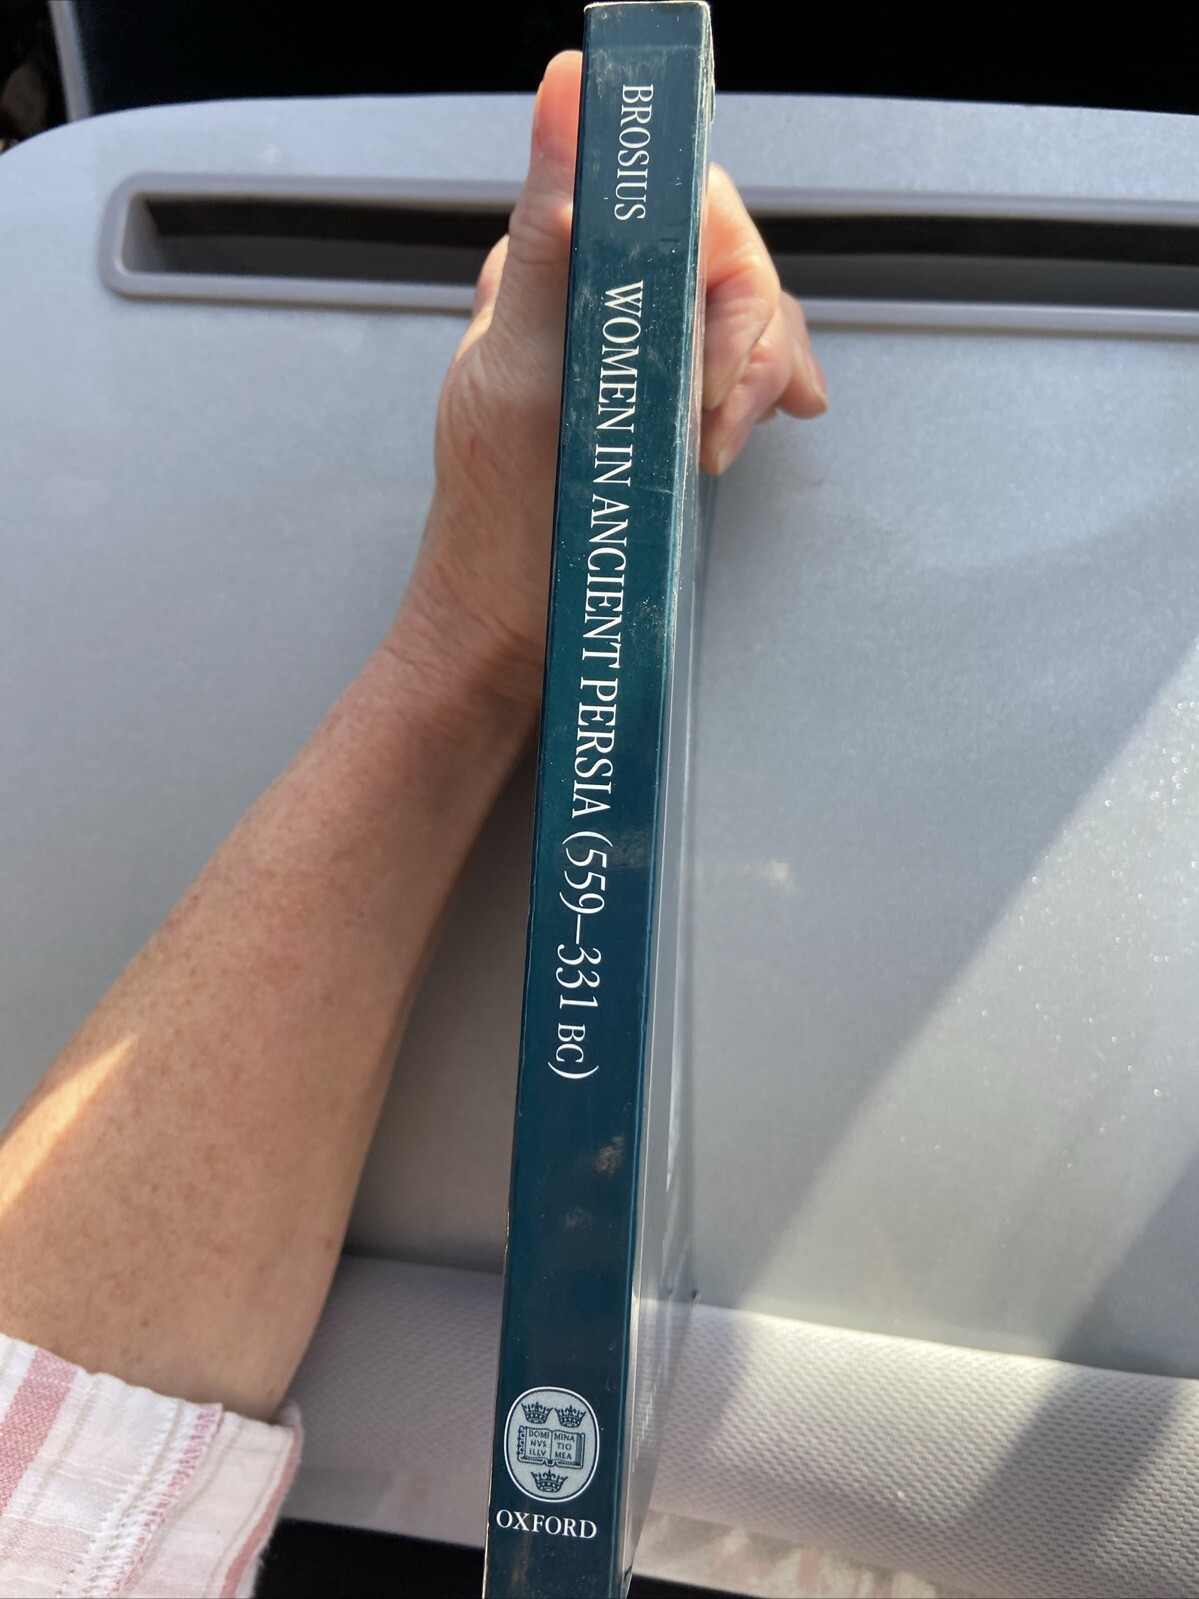 BROSIUS
WOMEN IN ANCIENT PERSIA (559–331 BC)
DOMI MINA
NVS TIO
ILLV MEA
OXFORD